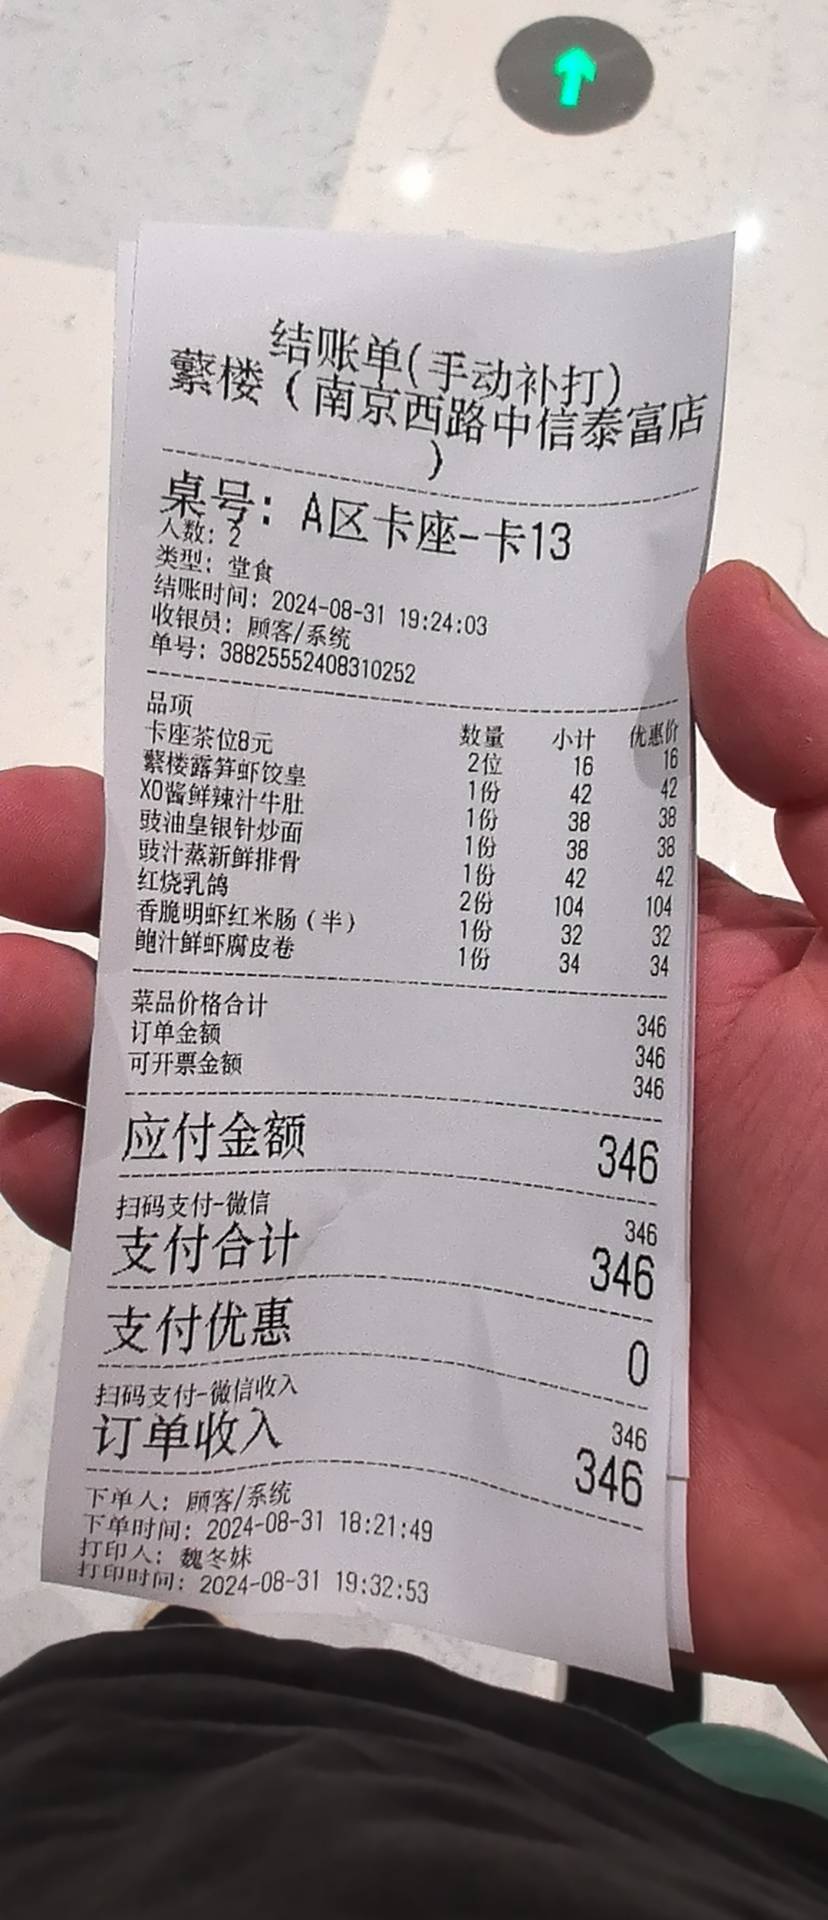 结账单(手动补打)
蘩楼（南京西路中信泰富店
）
桌号: A区卡座-卡13
人数: 2
类型: 堂食
结账时间: 2024-08-31 19:24:03
收银员: 顾客/系统
单号: 38825552408310252
品项 数量 小计 优惠价
卡座茶位8元 2位 16 16
蘩楼露笋虾饺皇 1份 42 42
XO酱鲜辣汁牛肚 1份 38 38
豉油皇银针炒面 1份 38 38
豉汁蒸新鲜排骨 1份 42 42
红烧乳鸽 2份 104 104
香脆明虾红米肠（半） 1份 32 32
鲍汁鲜虾腐皮卷 1份 34 34
菜品价格合计 346
订单金额 346
可开票金额 346
应付金额 346
扫码支付-微信 346
支付合计 346
支付优惠 0
扫码支付-微信收入 346
订单收入 346
下单人: 顾客/系统
下单时间: 2024-08-31 18:21:49
打印人: 魏冬妹
打印时间: 2024-08-31 19:32:53